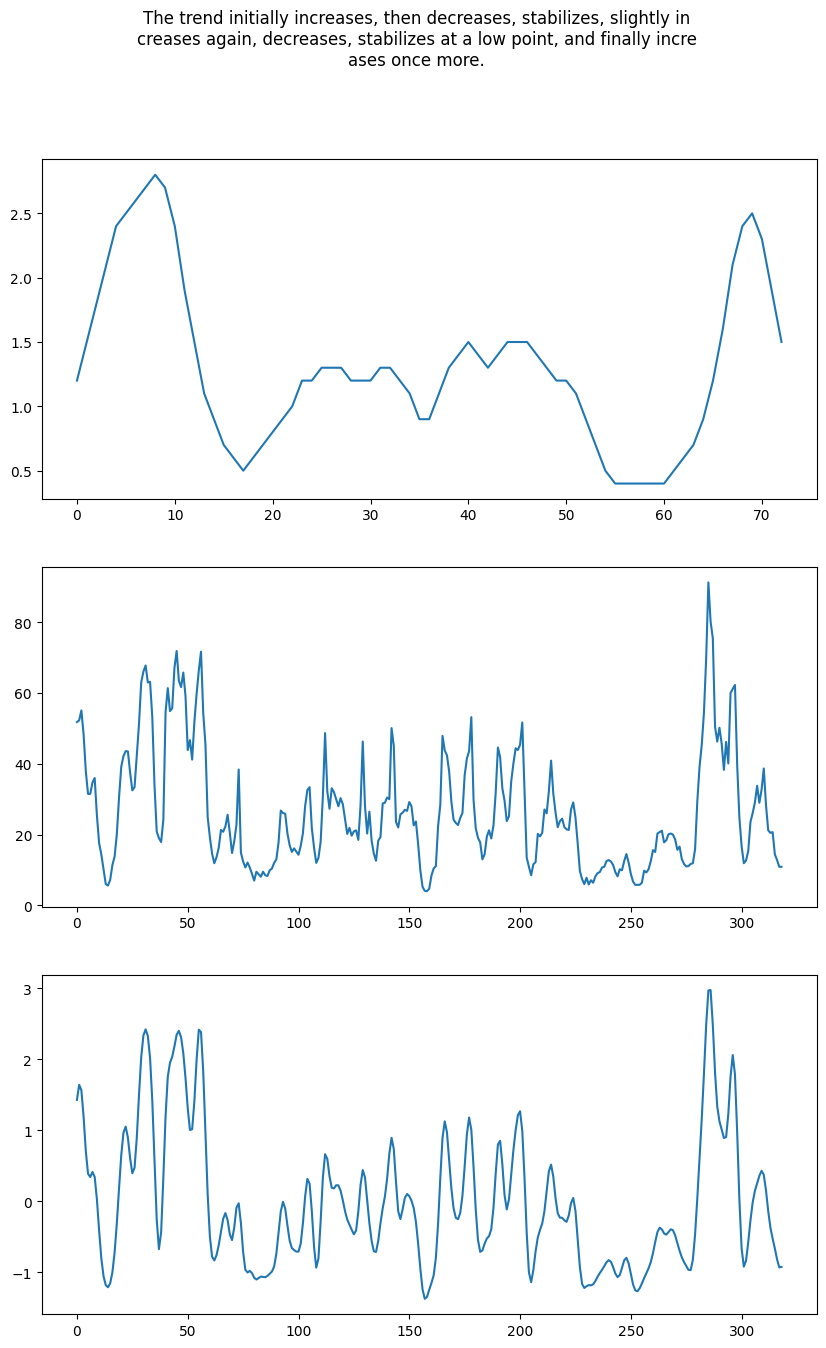 The trend initially increases, then decreases, stabilizes, slightly in
creases again, decreases, stabilizes at a low point, and finally incre
ases once more.
2.5
2.0
1.5
1.0
0.5
0 10 20 30 40 50 60 70
80
60
40
20
0
0 50 100 150 200 250 300
3
2
1
0
−1
0 50 100 150 200 250 300